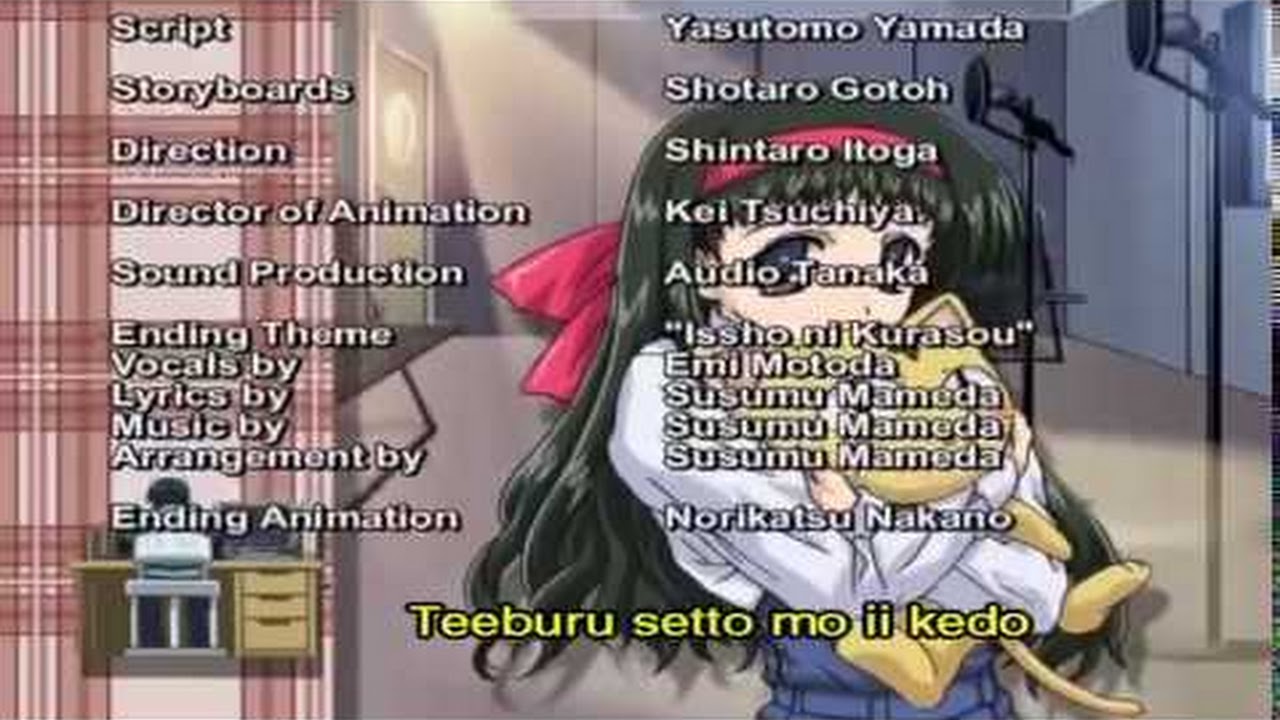 Script Yasutomo Yamada
Storyboards Shotaro Gotoh
Direction Shintaro Itoga
Director of Animation Kei Tsuchiya
Sound Production Audio Tanaka
Ending Theme "Issho ni Kurasou"
Vocals by Emi Motoda
Lyrics by Susumu Mameda
Music by Susumu Mameda
Arrangement by Susumu Mameda
Ending Animation Norikatsu Nakano
Teeburu setto mo ii kedo